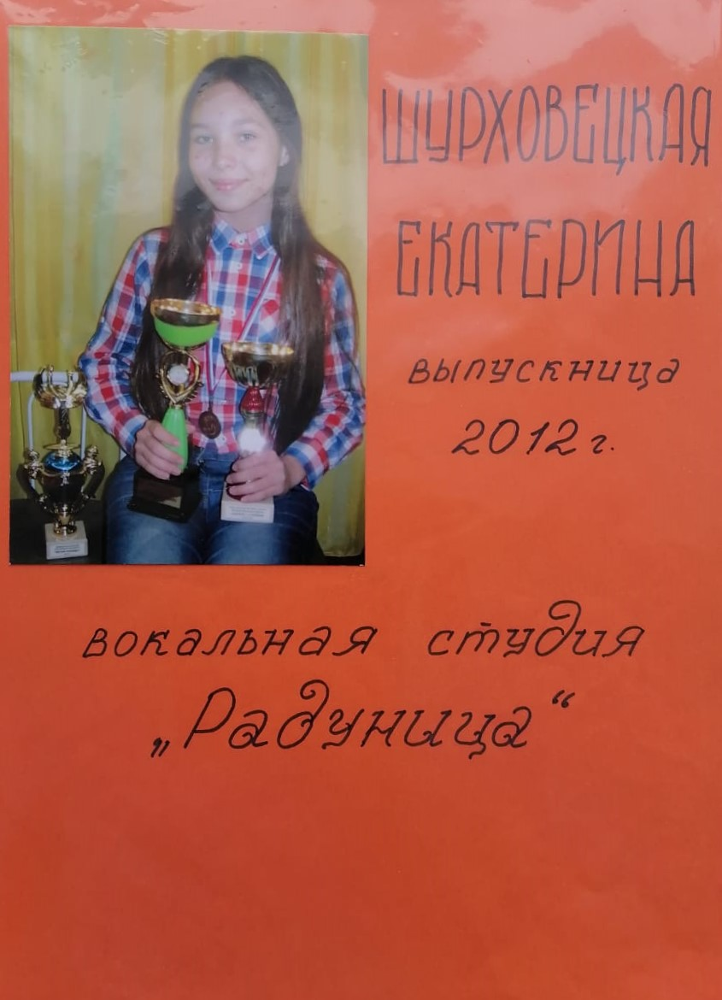 ШУРХОВЕЦКАЯ
ЕКАТЕРИНА
выпускница
2012 г.
вокальная студия
„Радуница“